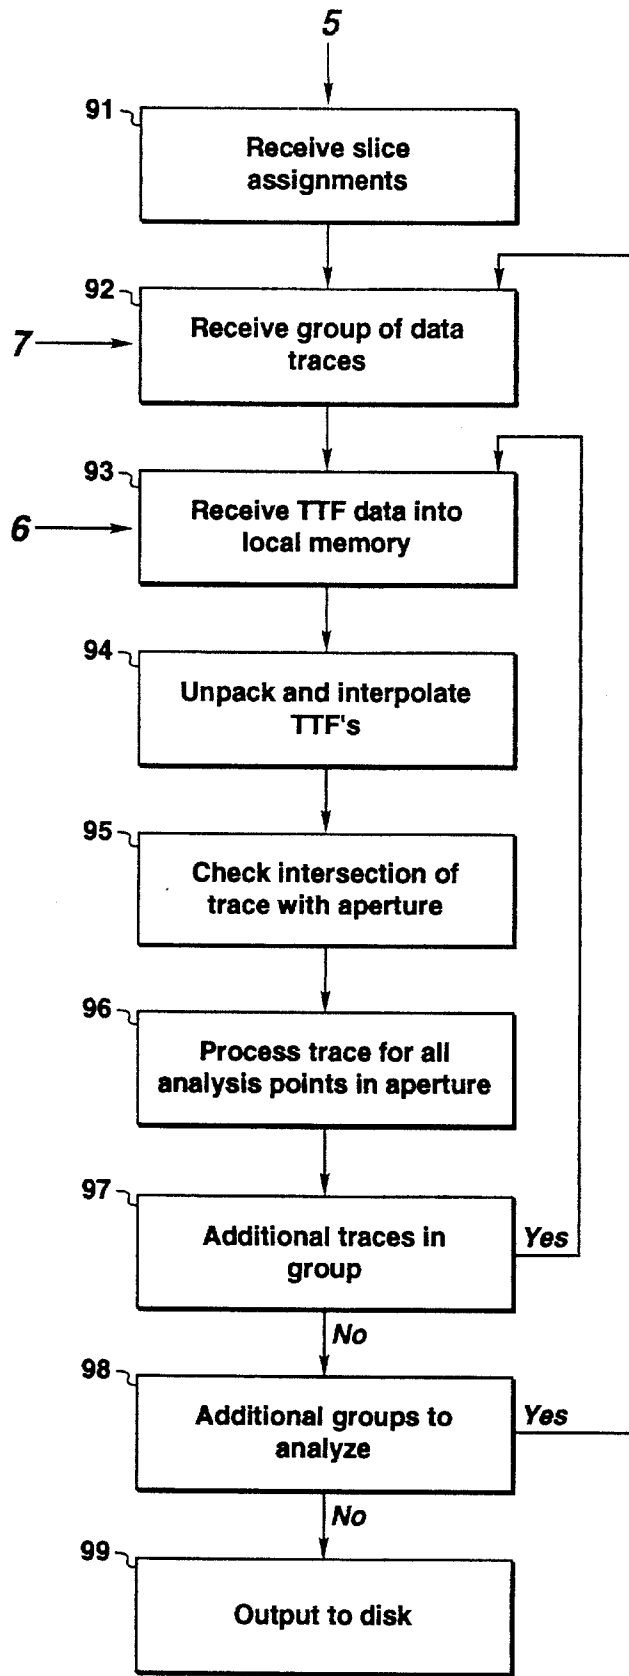 5
91
Receive slice
assignments
92
7
Receive group of data
traces
93
6
Receive TTF data into
local memory
94
Unpack and interpolate
TTF's
95
Check intersection of
trace with aperture
96
Process trace for all
analysis points in aperture
97
Additional traces in
group
Yes
No
98
Additional groups to
analyze
Yes
No
99
Output to disk